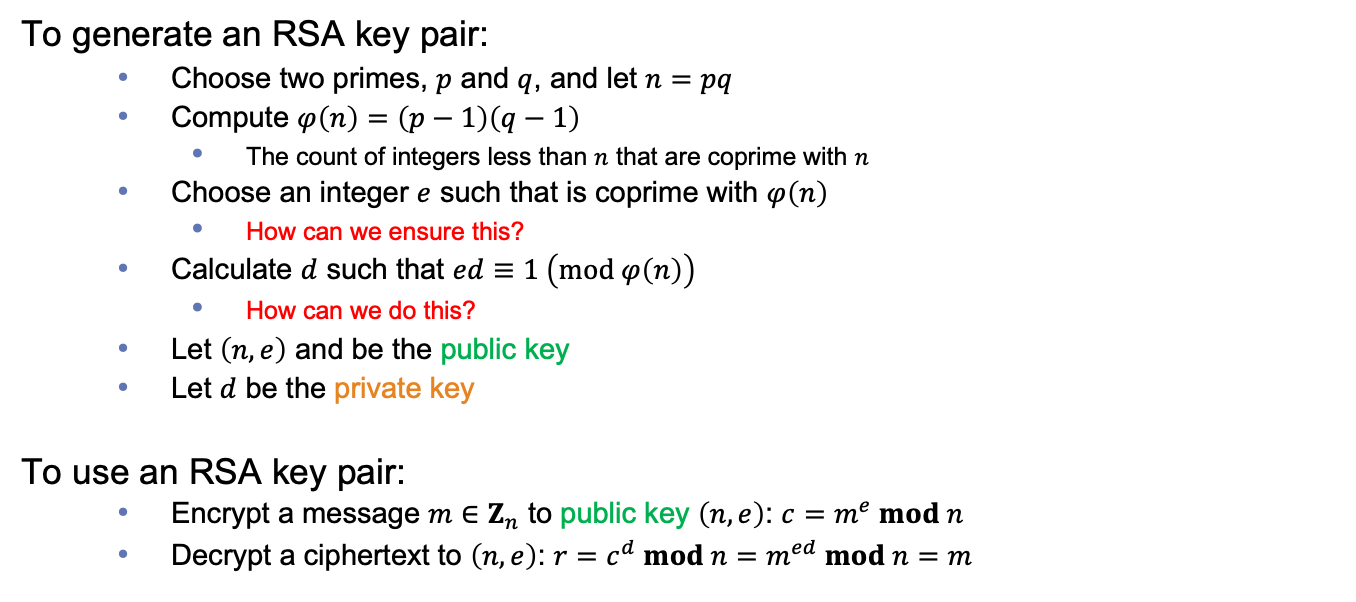 To generate an RSA key pair:
• Choose two primes, p and q, and let n = pq
• Compute φ(n) = (p − 1)(q − 1)
• The count of integers less than n that are coprime with n
• Choose an integer e such that is coprime with φ(n)
• How can we ensure this?
• Calculate d such that ed ≡ 1 (mod φ(n))
• How can we do this?
• Let (n, e) and be the public key
• Let d be the private key
To use an RSA key pair:
• Encrypt a message m ∈ Zₙ to public key (n, e): c = mᵉ mod n
• Decrypt a ciphertext to (n, e): r = cᵈ mod n = mᵉᵈ mod n = m